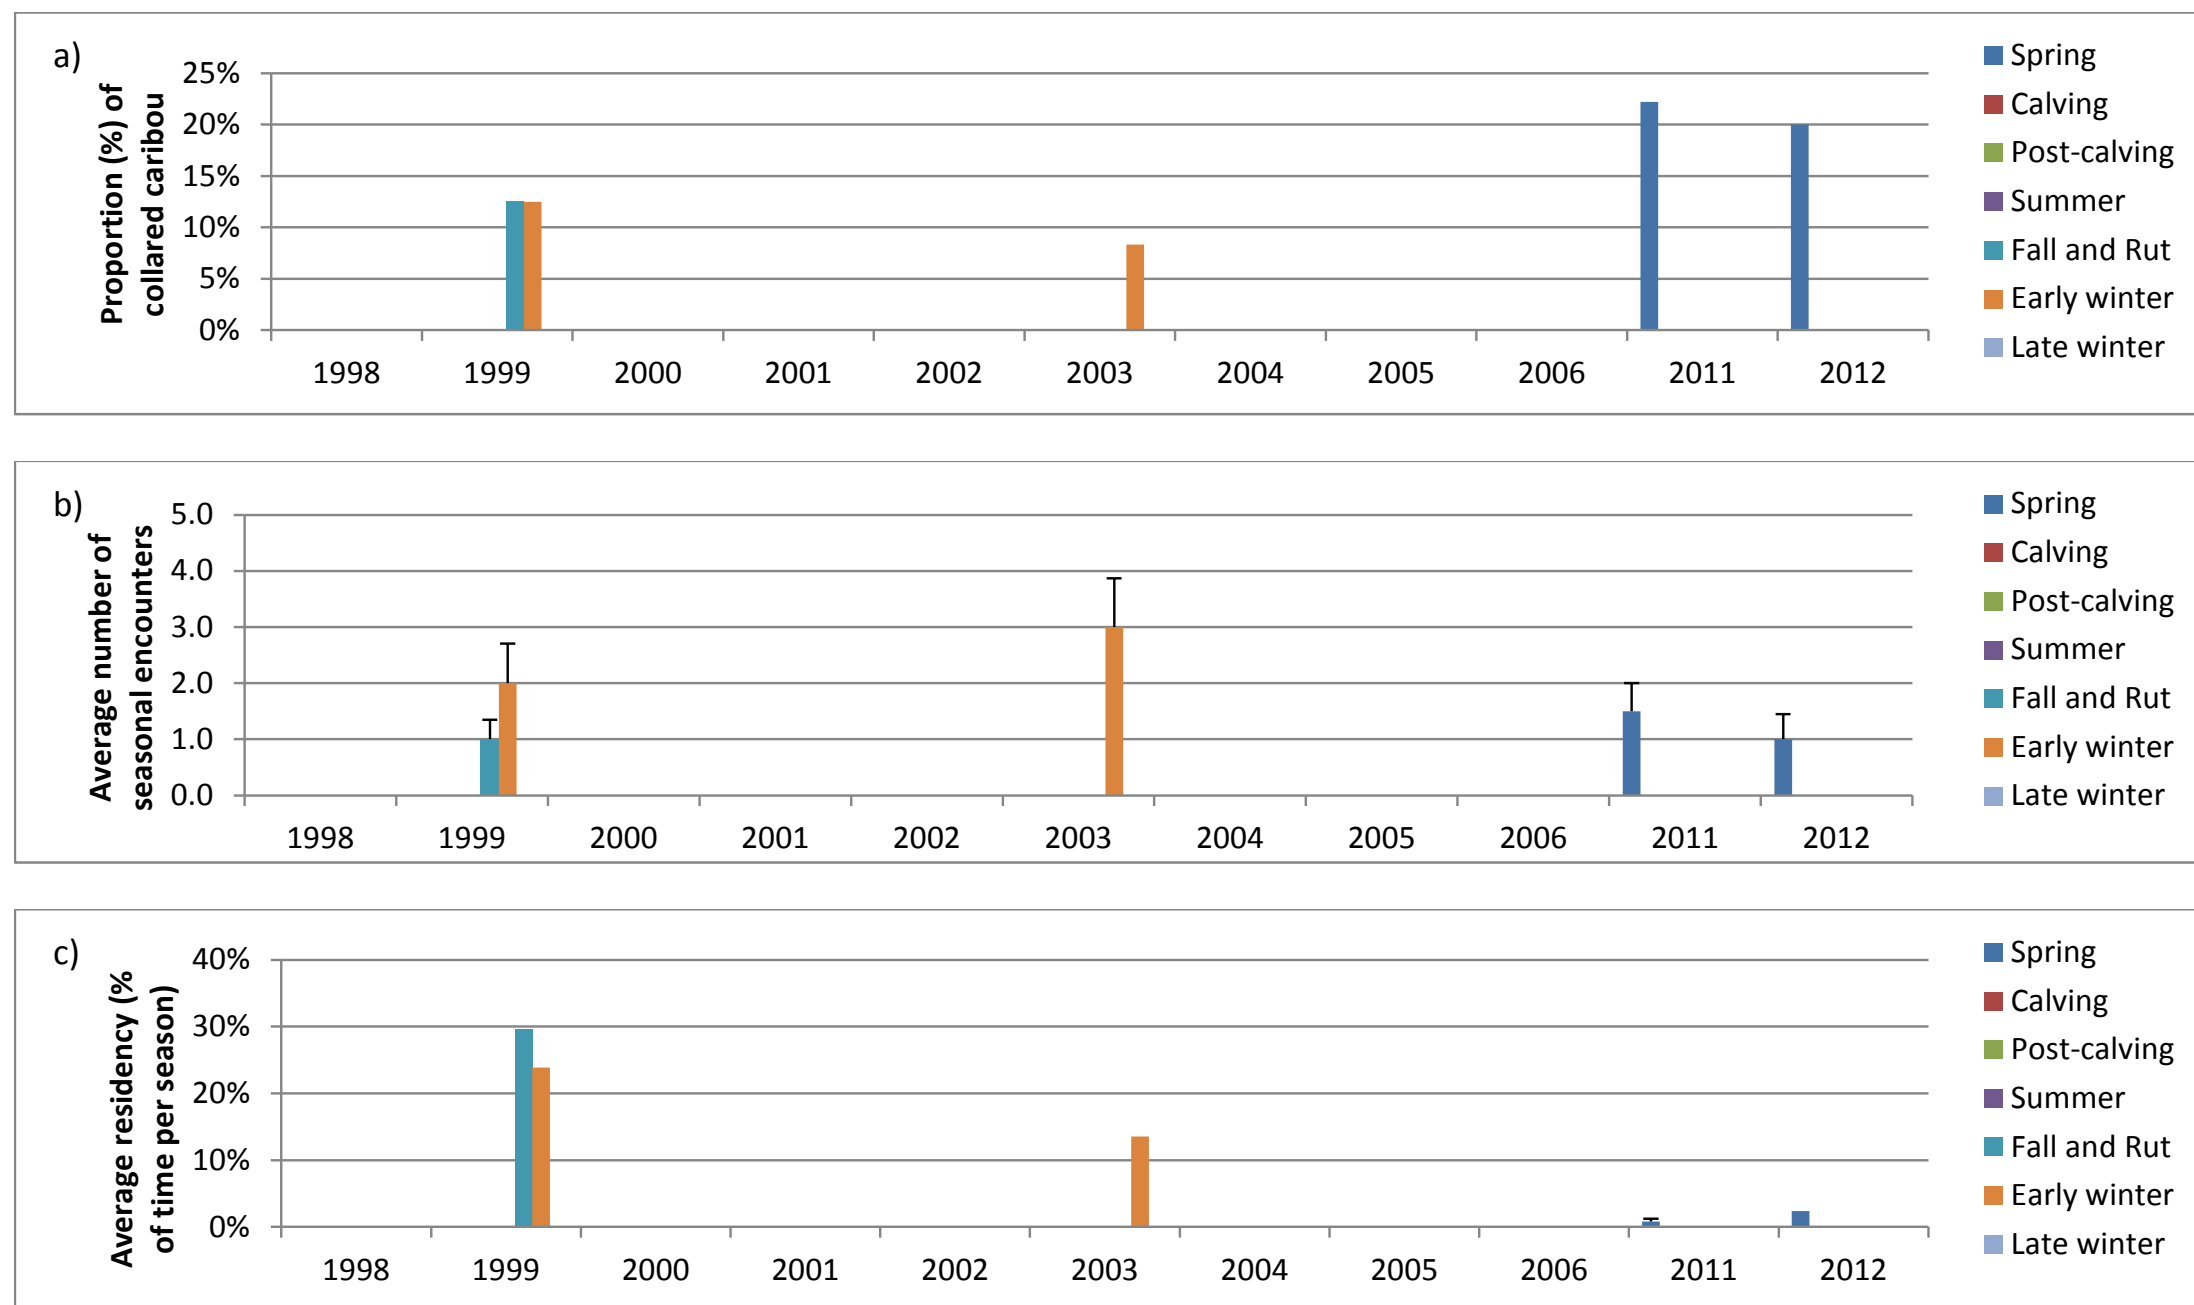 a)
Proportion (%) of
collared caribou
25%
20%
15%
10%
5%
0%
1998 1999 2000 2001 2002 2003 2004 2005 2006 2011 2012
Spring
Calving
Post-calving
Summer
Fall and Rut
Early winter
Late winter
b)
Average number of
seasonal encounters
5.0
4.0
3.0
2.0
1.0
0.0
1998 1999 2000 2001 2002 2003 2004 2005 2006 2011 2012
Spring
Calving
Post-calving
Summer
Fall and Rut
Early winter
Late winter
c)
Average residency (%
of time per season)
40%
30%
20%
10%
0%
1998 1999 2000 2001 2002 2003 2004 2005 2006 2011 2012
Spring
Calving
Post-calving
Summer
Fall and Rut
Early winter
Late winter